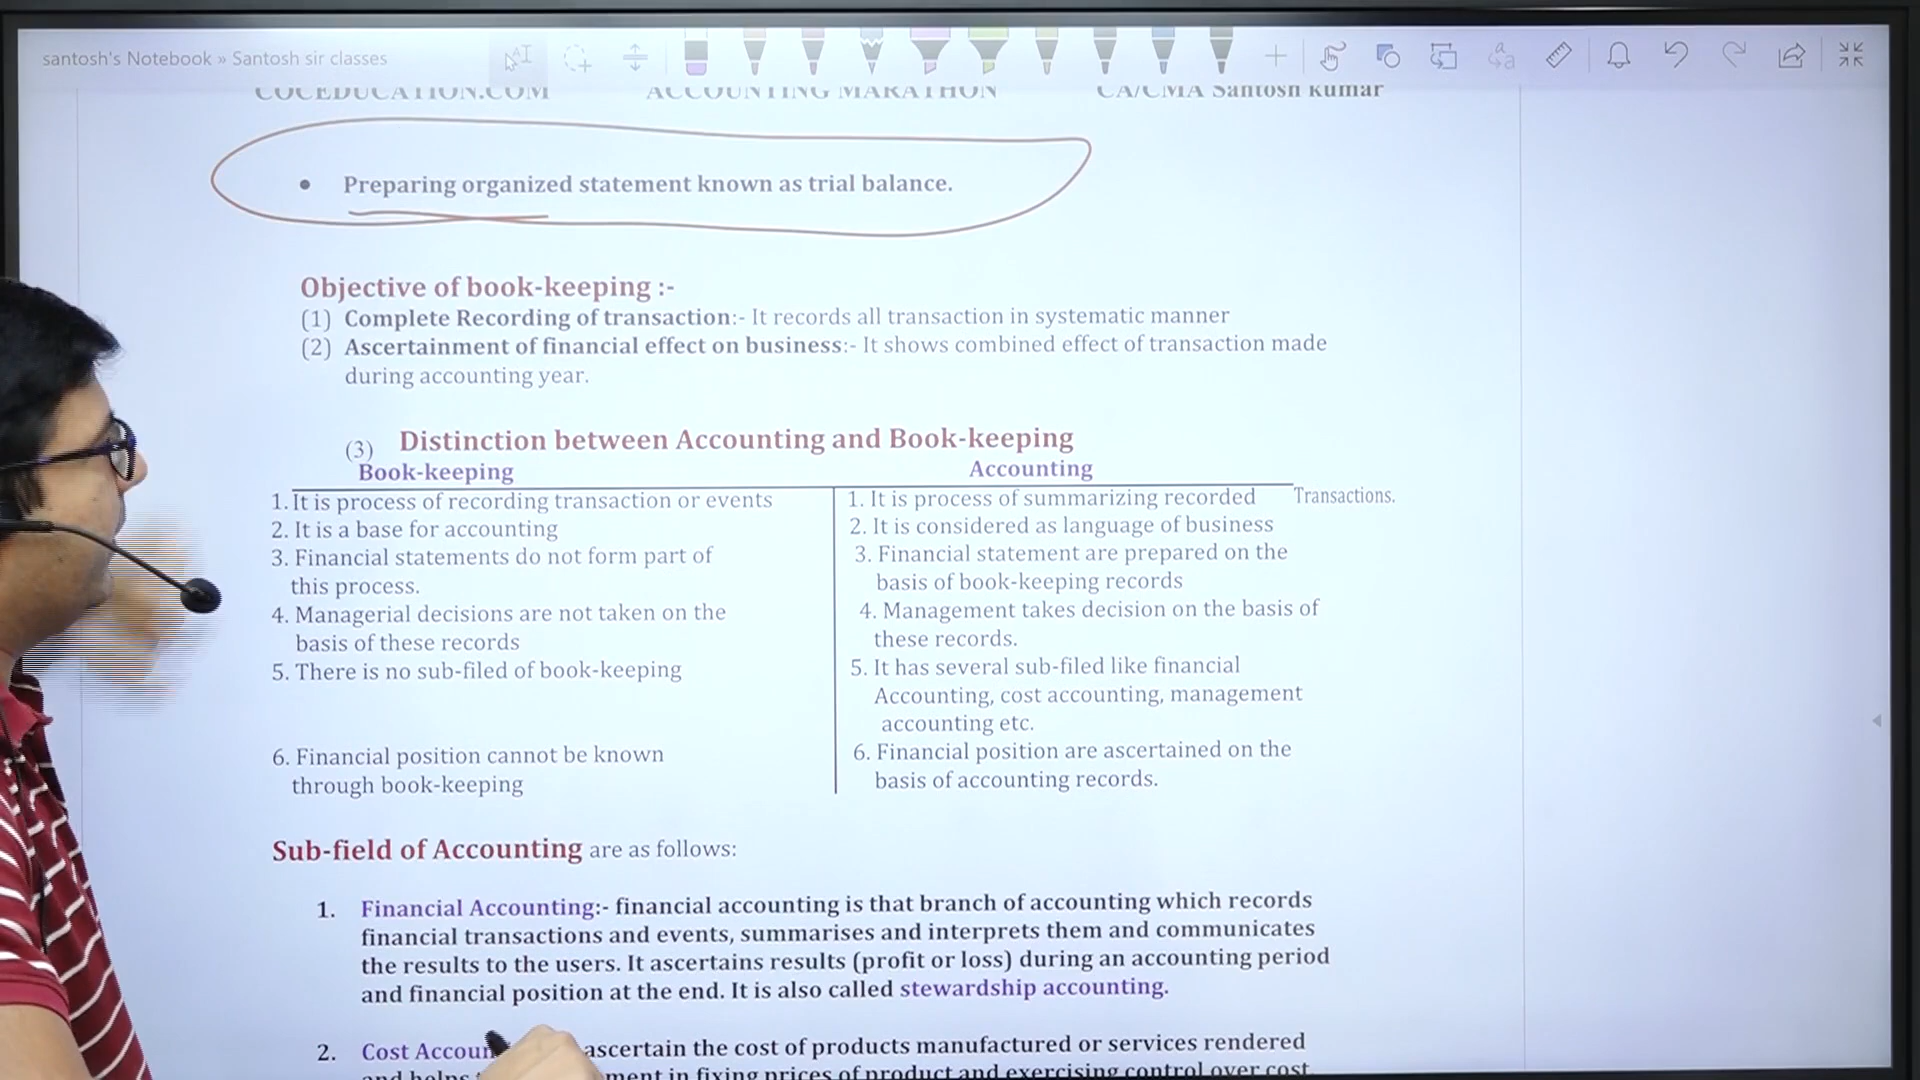 santosh's Notebook » Santosh sir classes
COCEDUCATION.COM ACCOUNTING MARATHON CA/CMA Santosh Kumar
• Preparing organized statement known as trial balance.
Objective of book-keeping :-
(1) Complete Recording of transaction:- It records all transaction in systematic manner
(2) Ascertainment of financial effect on business:- It shows combined effect of transaction made
during accounting year.
(3) Distinction between Accounting and Book-keeping
Book-keeping Accounting
1. It is process of recording transaction or events
2. It is a base for accounting
3. Financial statements do not form part of
this process.
4. Managerial decisions are not taken on the
basis of these records
5. There is no sub-filed of book-keeping
6. Financial position cannot be known
through book-keeping
1. It is process of summarizing recorded Transactions.
2. It is considered as language of business
3. Financial statement are prepared on the
basis of book-keeping records
4. Management takes decision on the basis of
these records.
5. It has several sub-filed like financial
Accounting, cost accounting, management
accounting etc.
6. Financial position are ascertained on the
basis of accounting records.
Sub-field of Accounting are as follows:
1. Financial Accounting:- financial accounting is that branch of accounting which records
financial transactions and events, summarises and interprets them and communicates
the results to the users. It ascertains results (profit or loss) during an accounting period
and financial position at the end. It is also called stewardship accounting.
2. Cost ascertain the cost of products manufactured or services rendered
and helps in fixing prices of product and exercising control over cost